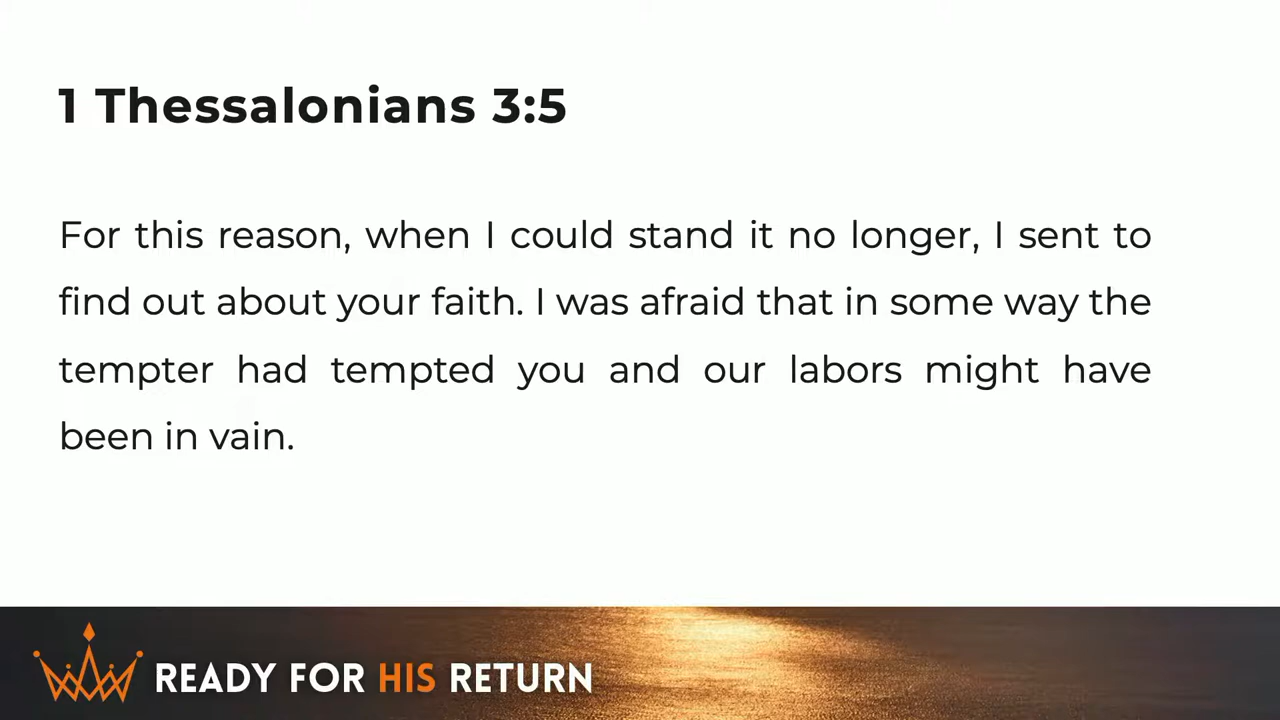 1 Thessalonians 3:5
For this reason, when I could stand it no longer, I sent to
find out about your faith. I was afraid that in some way the
tempter had tempted you and our labors might have
been in vain.
READY FOR HIS RETURN